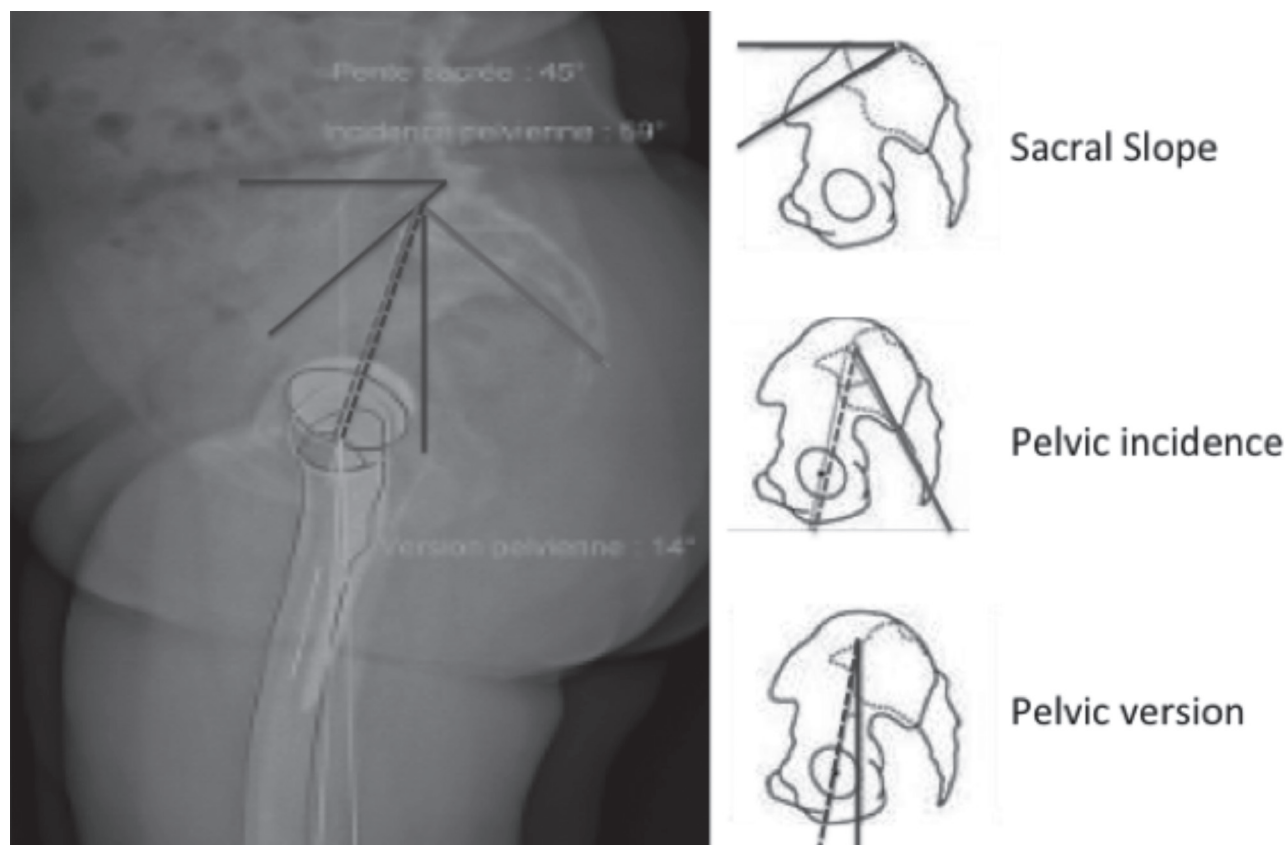 Pente sacrée : 45°
Incidence pelvienne : 59°
Version pelvienne : 14°
Sacral Slope
Pelvic incidence
Pelvic version